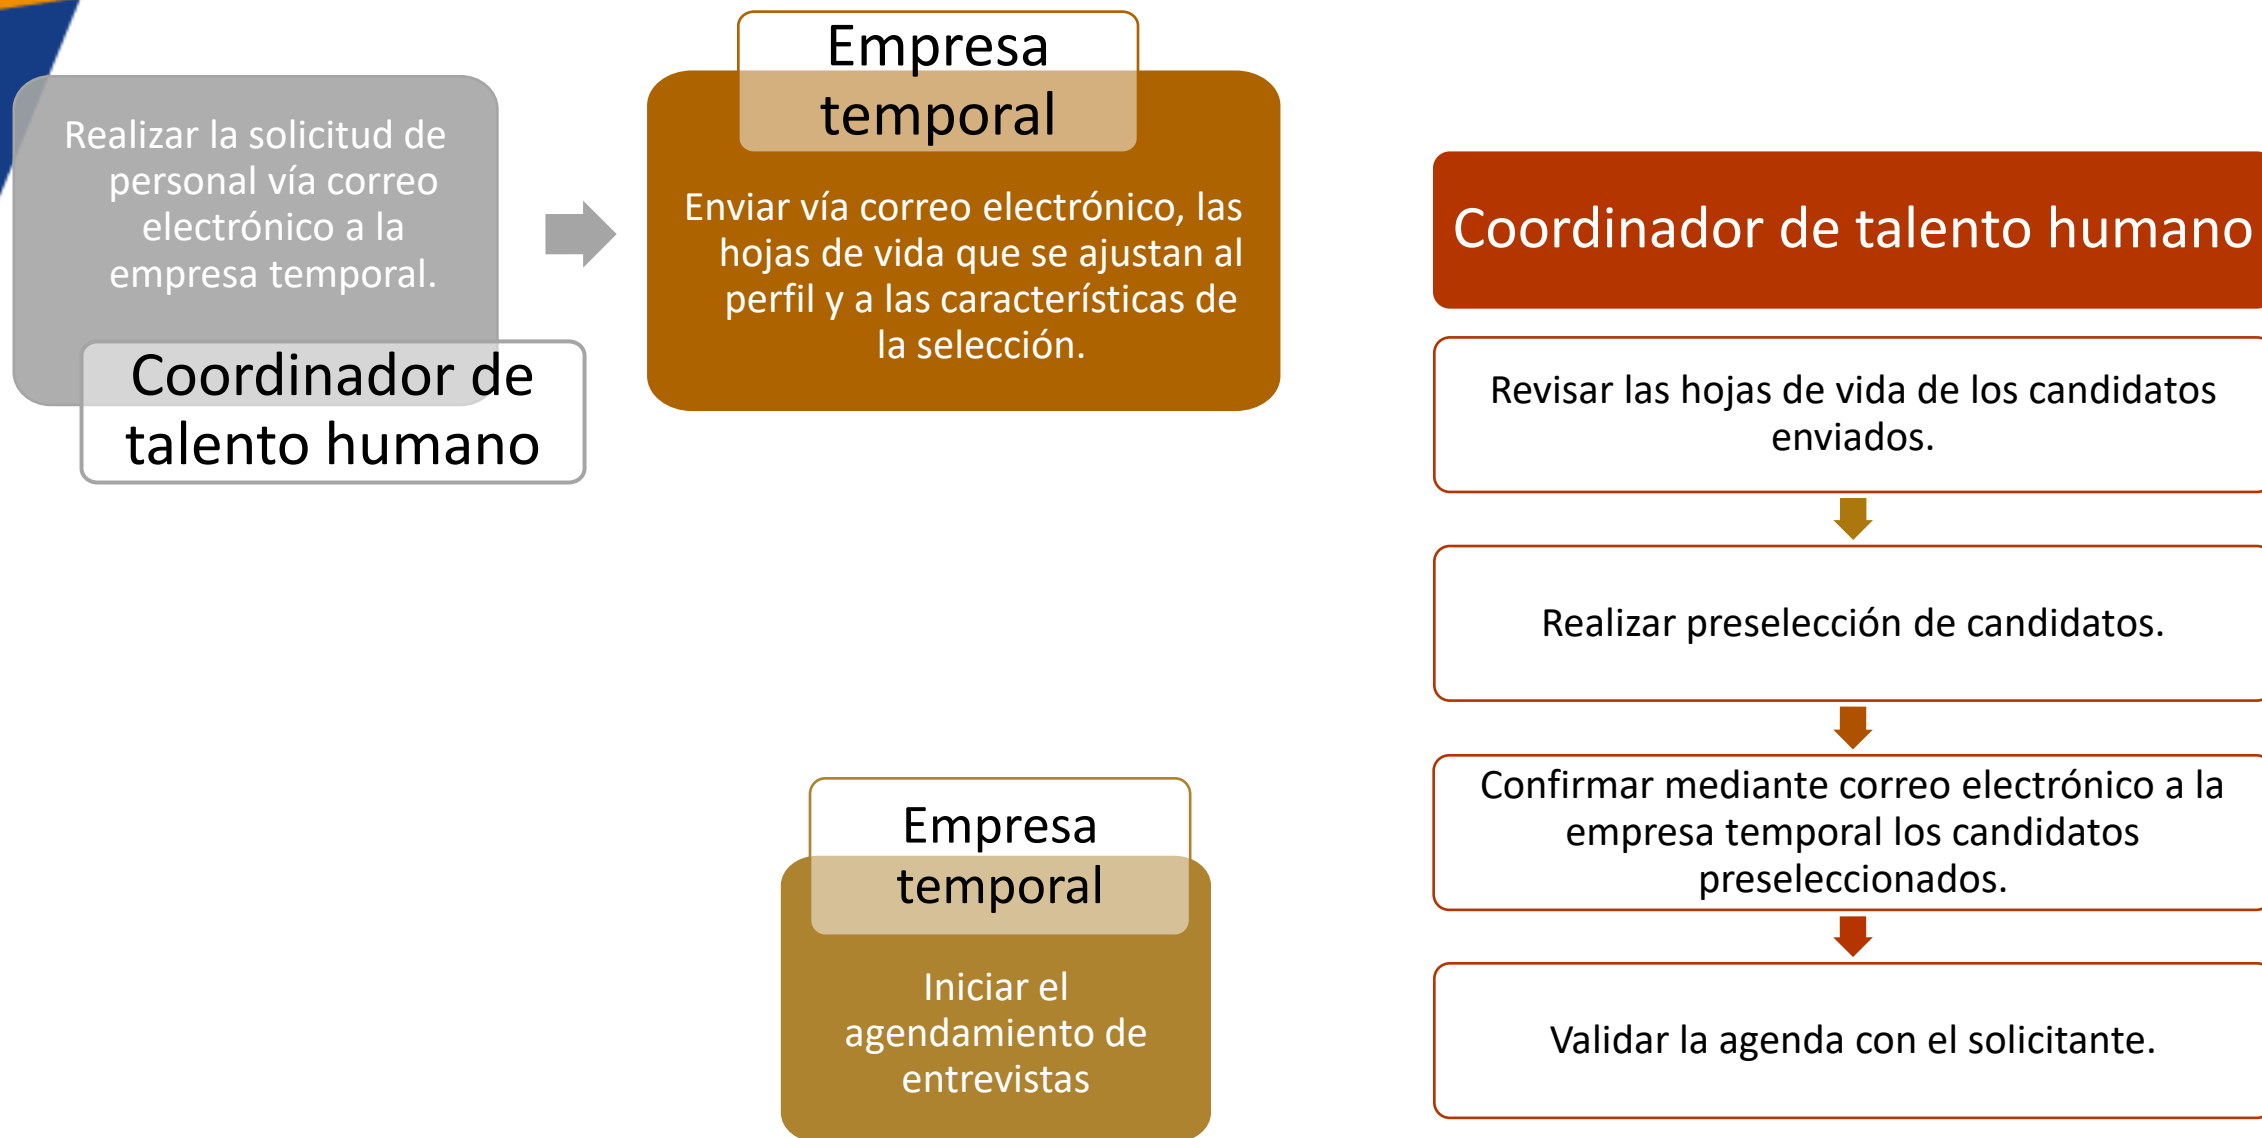 Realizar la solicitud de
personal vía correo
electrónico a la
empresa temporal.
Coordinador de
talento humano
Empresa
temporal
Enviar vía correo electrónico, las
hojas de vida que se ajustan al
perfil y a las características de
la selección.
Coordinador de talento humano
Revisar las hojas de vida de los candidatos
enviados.
Realizar preselección de candidatos.
Confirmar mediante correo electrónico a la
empresa temporal los candidatos
preseleccionados.
Validar la agenda con el solicitante.
Empresa
temporal
Iniciar el
agendamiento de
entrevistas